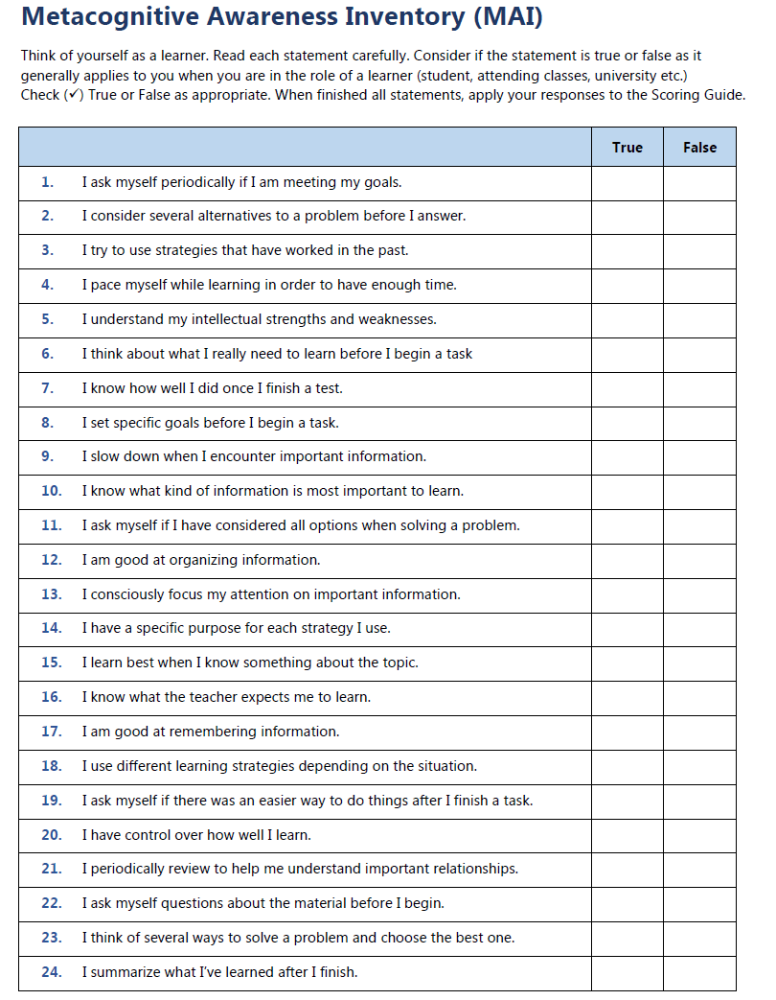 Metacognitive Awareness Inventory (MAI)
Think of yourself as a learner. Read each statement carefully. Consider if the statement is true or false as it
generally applies to you when you are in the role of a learner (student, attending classes, university etc.)
Check (✓) True or False as appropriate. When finished all statements, apply your responses to the Scoring Guide.
True False
1. I ask myself periodically if I am meeting my goals.
2. I consider several alternatives to a problem before I answer.
3. I try to use strategies that have worked in the past.
4. I pace myself while learning in order to have enough time.
5. I understand my intellectual strengths and weaknesses.
6. I think about what I really need to learn before I begin a task
7. I know how well I did once I finish a test.
8. I set specific goals before I begin a task.
9. I slow down when I encounter important information.
10. I know what kind of information is most important to learn.
11. I ask myself if I have considered all options when solving a problem.
12. I am good at organizing information.
13. I consciously focus my attention on important information.
14. I have a specific purpose for each strategy I use.
15. I learn best when I know something about the topic.
16. I know what the teacher expects me to learn.
17. I am good at remembering information.
18. I use different learning strategies depending on the situation.
19. I ask myself if there was an easier way to do things after I finish a task.
20. I have control over how well I learn.
21. I periodically review to help me understand important relationships.
22. I ask myself questions about the material before I begin.
23. I think of several ways to solve a problem and choose the best one.
24. I summarize what I've learned after I finish.